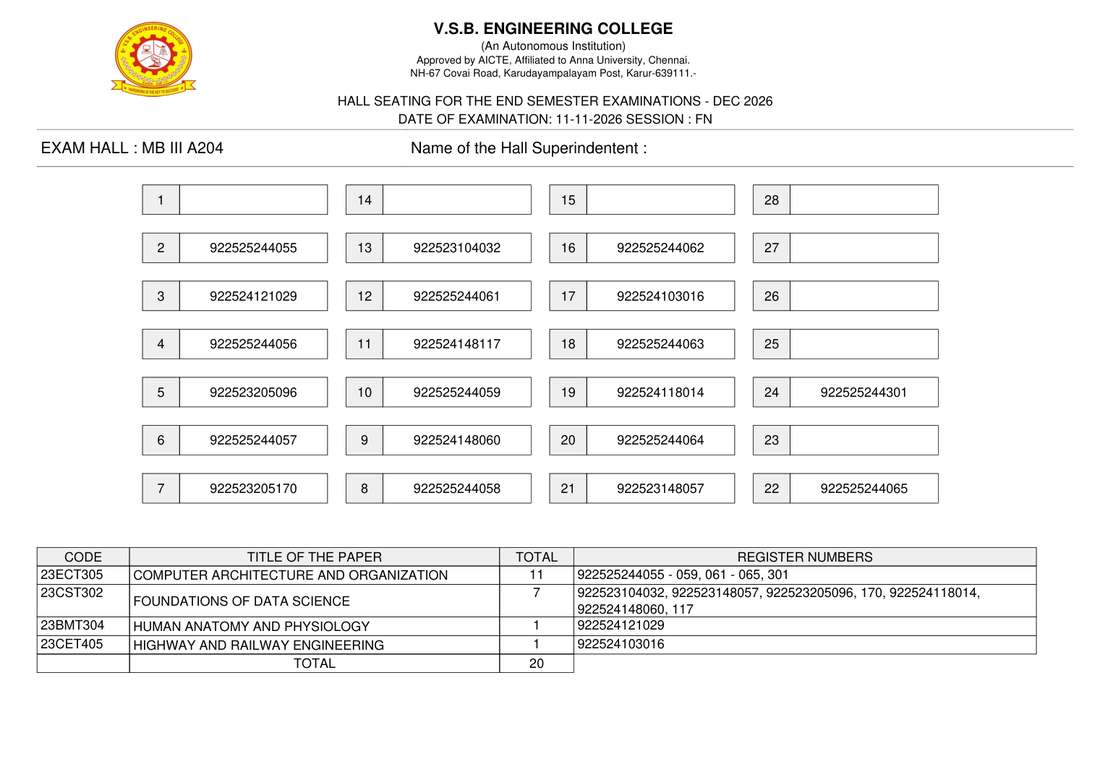 V.S.B. ENGINEERING COLLEGE
(An Autonomous Institution)
Approved by AICTE, Affiliated to Anna University, Chennai.
NH-67 Covai Road, Karudayampalayam Post, Karur-639111.-
HALL SEATING FOR THE END SEMESTER EXAMINATIONS - DEC 2026
DATE OF EXAMINATION: 11-11-2026 SESSION : FN
EXAM HALL : MB III A204 Name of the Hall Superindentent :
1 14 15 28
2 922525244055 13 922523104032 16 922525244062 27
3 922524121029 12 922525244061 17 922524103016 26
4 922525244056 11 922524148117 18 922525244063 25
5 922523205096 10 922525244059 19 922524118014 24 922525244301
6 922525244057 9 922524148060 20 922525244064 23
7 922523205170 8 922525244058 21 922523148057 22 922525244065
CODE TITLE OF THE PAPER TOTAL REGISTER NUMBERS
23ECT305 COMPUTER ARCHITECTURE AND ORGANIZATION 11 922525244055 - 059, 061 - 065, 301
23CST302 FOUNDATIONS OF DATA SCIENCE 7 922523104032, 922523148057, 922523205096, 170, 922524118014,
922524148060, 117
23BMT304 HUMAN ANATOMY AND PHYSIOLOGY 1 922524121029
23CET405 HIGHWAY AND RAILWAY ENGINEERING 1 922524103016
TOTAL 20